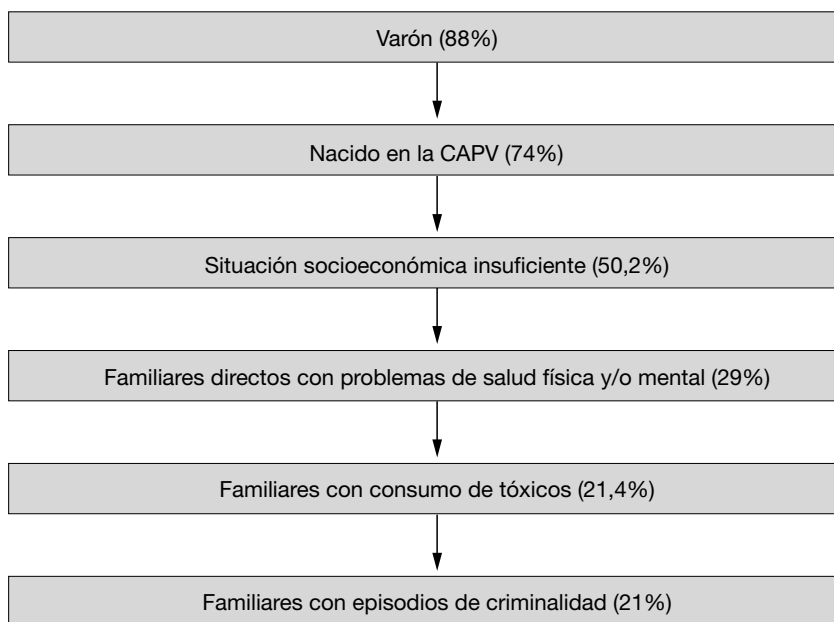 Varón (88%)
Nacido en la CAPV (74%)
Situación socioeconómica insuficiente (50,2%)
Familiares directos con problemas de salud física y/o mental (29%)
Familiares con consumo de tóxicos (21,4%)
Familiares con episodios de criminalidad (21%)